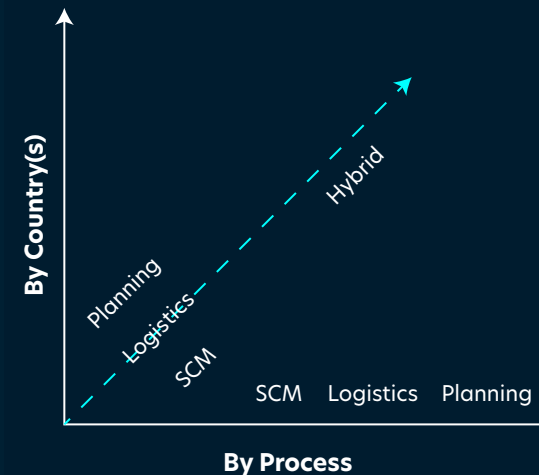 By Country(s)
Hybrid
Planning
Logistics
SCM
SCM Logistics Planning
By Process